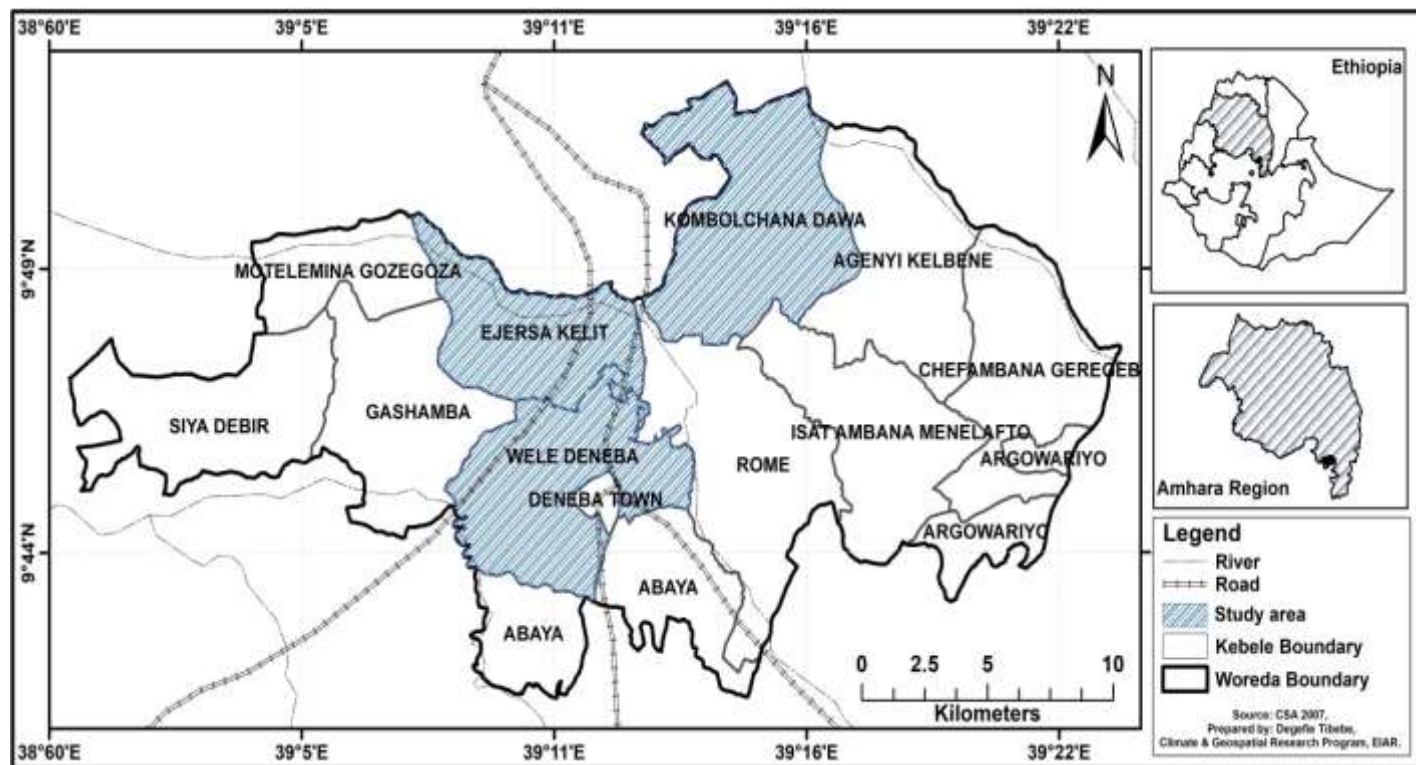 38°60'E 39°5'E 39°11'E 39°16'E 39°22'E
N
Ethiopia
KOMBOLCHANA DAWA
9°49'N
MOTELEMINA GOZEGOZA
AGENYI KELBENE
EJERSA KELIT
CHEFAMBANA GEREGEB
GASHAMBA
SIYA DEBIR
ISAT AMBANA MENELAFTO
WELE DENEBA
ROME
ARGOWARIYO
DENEBA TOWN
Amhara Region
ARGOWARIYO
9°44'N
ABAYA
ABAYA
0 2.5 5 10
Kilometers
38°60'E 39°5'E 39°11'E 39°16'E 39°22'E
Legend
River
Road
Study area
Kebele Boundary
Woreda Boundary
Source: CSA 2007,
Prepared by: Degefie Tibebe,
Climate & Geospatial Research Program, EIAR.